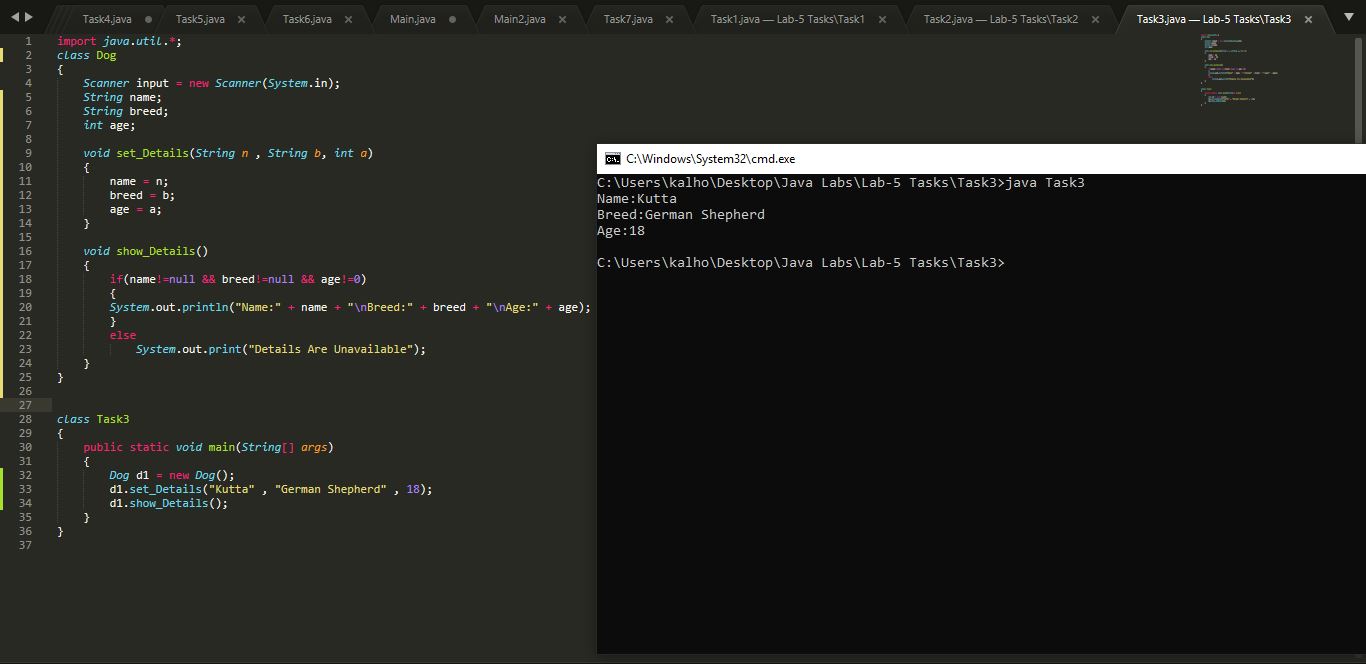 Task4.java Task5.java Task6.java Main.java Main2.java Task7.java Task1.java — Lab-5 Tasks\Task1 Task2.java — Lab-5 Tasks\Task2 Task3.java — Lab-5 Tasks\Task3
1 import java.util.*;
2 class Dog
3 {
4 Scanner input = new Scanner(System.in);
5 String name;
6 String breed;
7 int age;
8
9 void set_Details(String n , String b, int a)
10 {
11 name = n;
12 breed = b;
13 age = a;
14 }
15
16 void show_Details()
17 {
18 if(name!=null && breed!=null && age!=0)
19 {
20 System.out.println("Name:" + name + "\nBreed:" + breed + "\nAge:" + age);
21 }
22 else
23 System.out.print("Details Are Unavailable");
24 }
25 }
26
27
28 class Task3
29 {
30 public static void main(String[] args)
31 {
32 Dog d1 = new Dog();
33 d1.set_Details("Kutta" , "German Shepherd" , 18);
34 d1.show_Details();
35 }
36 }
37
C:\Windows\System32\cmd.exe
C:\Users\kalho\Desktop\Java Labs\Lab-5 Tasks\Task3>java Task3
Name:Kutta
Breed:German Shepherd
Age:18
C:\Users\kalho\Desktop\Java Labs\Lab-5 Tasks\Task3>